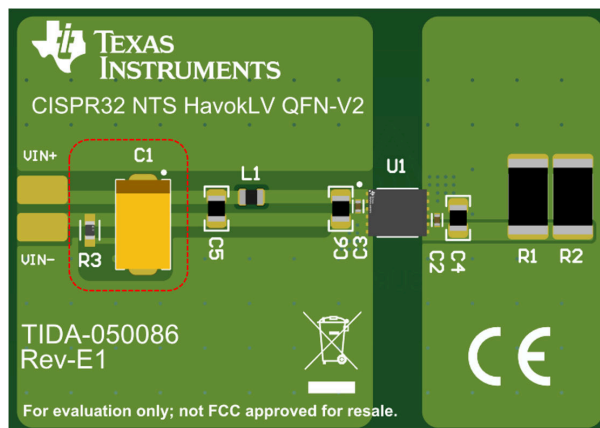 TEXAS
INSTRUMENTS
CISPR32 NTS HavokLV QFN-V2
VIN+
C1
L1
U1
VIN-
R3
C5
C6
C3
C2
C4
R1
R2
TIDA-050086
Rev-E1
CE
For evaluation only; not FCC approved for resale.